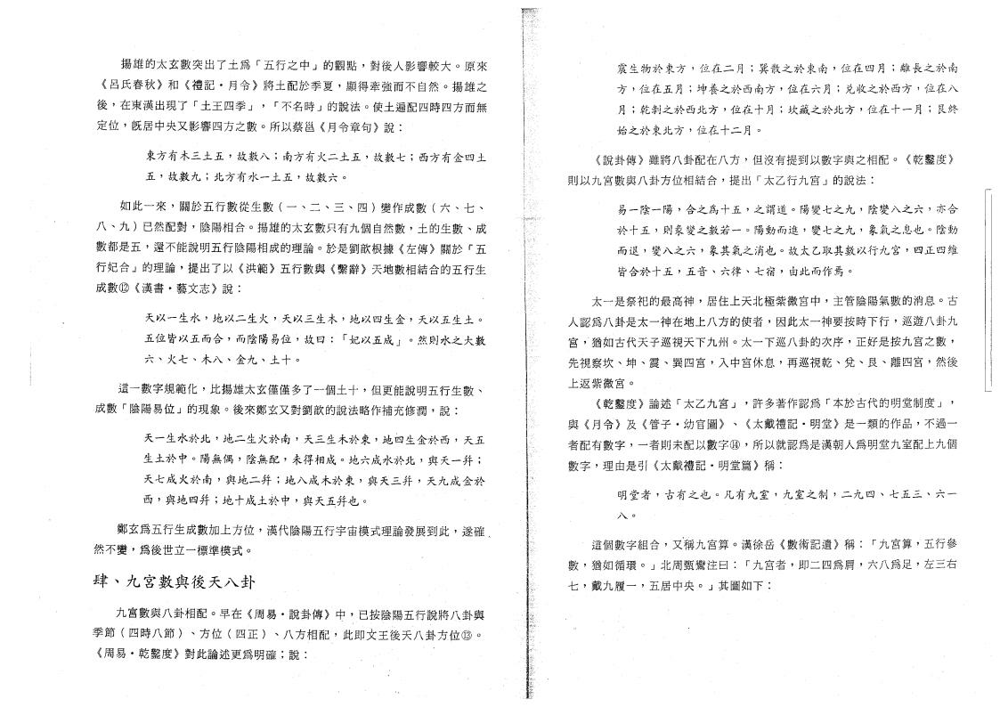 揚雄的太玄數突出了土爲「五行之中」的觀點，對後人影響較大。原來
《呂氏春秋》和《禮記・月令》將土配於季夏，顯得牽強而不自然。揚雄之
後，在東漢出現了「土王四季」，「不名時」的說法。使土遍配四時四方而無
定位，旣居中央又影響四方之數。所以蔡邕《月令章句》說：
東方有木三土五，故數八；南方有火二土五，故數七；西方有金四土
五，故數九；北方有水一土五，故數六。
如此一來，關於五行數從生數（一、二、三、四）變作成數（六、七、
八、九）已然配對，陰陽相合。揚雄的太玄數只有九個自然數，土的生數、成
數都是五，還不能說明五行陰陽相成的理論。於是劉歆根據《左傳》關於「五
行妃合」的理論，提出了以《洪範》五行數與《繫辭》天地數相結合的五行生
成數⑫《漢書・藝文志》說：
天以一生水，地以二生火，天以三生木，地以四生金，天以五生土。
五位皆以五而合，而陰陽易位，故曰：「妃以五成」。然則水之大數
六、火七、木八、金九、土十。
這一數字規範化，比揚雄太玄僅僅多了一個土十，但更能說明五行生數、
成數「陰陽易位」的現象。後來鄭玄又對劉歆的說法略作補充修潤，說：
天一生水於北，地二生火於南，天三生木於東，地四生金於西，天五
生土於中。陽無偶，陰無配，未得相成。地六成水於北，與天一幷；
天七成火於南，與地二幷；地八成木於東，與天三幷，天九成金於
西，與地四幷；地十成土於中，與天五幷也。
鄭玄爲五行生成數加上方位，漢代陰陽五行宇宙模式理論發展到此，遂確
然不變，爲後世立一標準模式。
肆、九宮數與後天八卦
九宮數與八卦相配。早在《周易・說卦傳》中，已按陰陽五行說將八卦與
季節（四時八節）、方位（四正）、八方相配，此即文王後天八卦方位⑬。
《周易・乾鑿度》對此論述更爲明確；說：
震生物於東方，位在二月；巽散之於東南，位在四月；離長之於南
方，位在五月；坤養之於西南方，位在六月；兌收之於西方，位在八
月；乾剝之於西北方，位在十月；坎藏之於北方，位在十一月；艮終
始之於東北方，位在十二月。
《說卦傳》雖將八卦配在八方，但沒有提到以數字與之相配。《乾鑿度》
則以九宮數與八卦方位相結合，提出「太乙行九宮」的說法：
易一陰一陽，合之爲十五，之謂道。陽變七之九，陰變八之六，亦合
於十五，則彖變之數若一。陽動而進，變七之九，象氣之息也。陰動
而退，變八之六，象其氣之消也。故太乙取其數以行九宮，四正四維
皆合於十五，五音、六律、七宿，由此而作焉。
太一是祭祀的最高神，居住上天北極紫微宮中，主管陰陽氣數的消息。古
人認爲八卦是太一神在地上八方的使者，因此太一神要按時下行，巡遊八卦九
宮，猶如古代天子巡視天下九州。太一下巡八卦的次序，正好是按九宮之數，
先視察坎、坤、震、巽四宮，入中宮休息，再巡視乾、兌、艮、離四宮，然後
上返紫微宮。
《乾鑿度》論述「太乙九宮」，許多著作認爲「本於古代的明堂制度」，
與《月令》及《管子・幼官圖》、《太戴禮記・明堂》是一類的作品，不過一
者配有數字，一者則未配以數字⑭，所以就認爲是漢朝人爲明堂九室配上九個
數字，理由是引《太戴禮記・明堂篇》稱：
明堂者，古有之也。凡有九室，九室之制，二九四、七五三、六一
八。
這個數字組合，又稱九宮算。漢徐岳《數術記遺》稱：「九宮算，五行參
數，猶如循環。」北周甄鸞注曰：「九宮者，即二四爲肩，六八爲足，左三右
七，戴九履一，五居中央。」其圖如下：